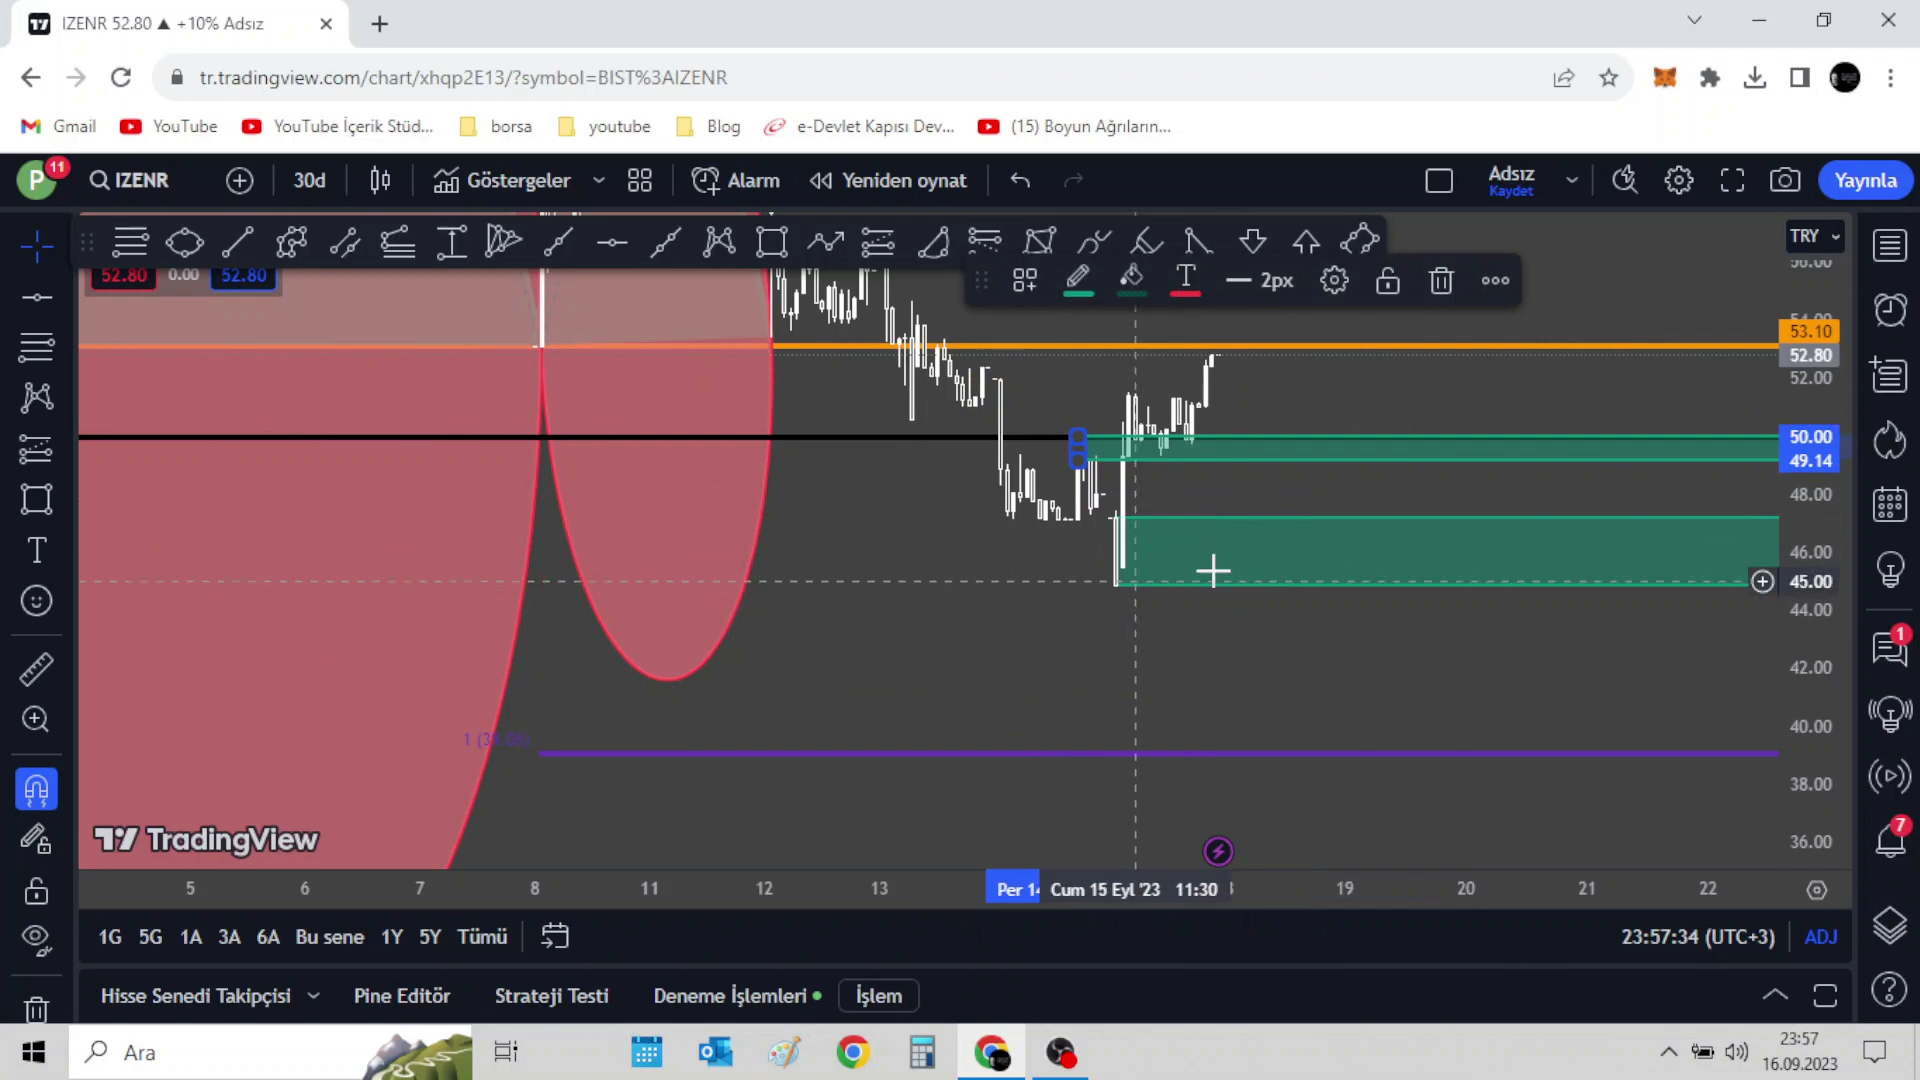 IZENR 52.80 ▲ +10% Adsız
tr.tradingview.com/chart/xhqp2E13/?symbol=BIST%3AIZENR
Gmail YouTube YouTube İçerik Stüd... borsa youtube Blog e-Devlet Kapısı Dev... (15) Boyun Ağrıların...
P 11 IZENR 30d Göstergeler Alarm Yeniden oynat Adsız Yayınla
Kaydet
TRY
52.80 0.00 52.80
T 2px
53.10
52.80
52.00
50.00
49.14
48.00
46.00
45.00
44.00
42.00
40.00
38.00
36.00
1
7
TradingView
5 6 7 8 11 12 13 Cum 15 Eyl '23 11:30 19 20 21 22
1G 5G 1A 3A 6A Bu sene 1Y 5Y Tümü 23:57:34 (UTC+3) ADJ
Hisse Senedi Takipçisi Pine Editör Strateji Testi Deneme İşlemleri İşlem
Ara
23:57
16.09.2023